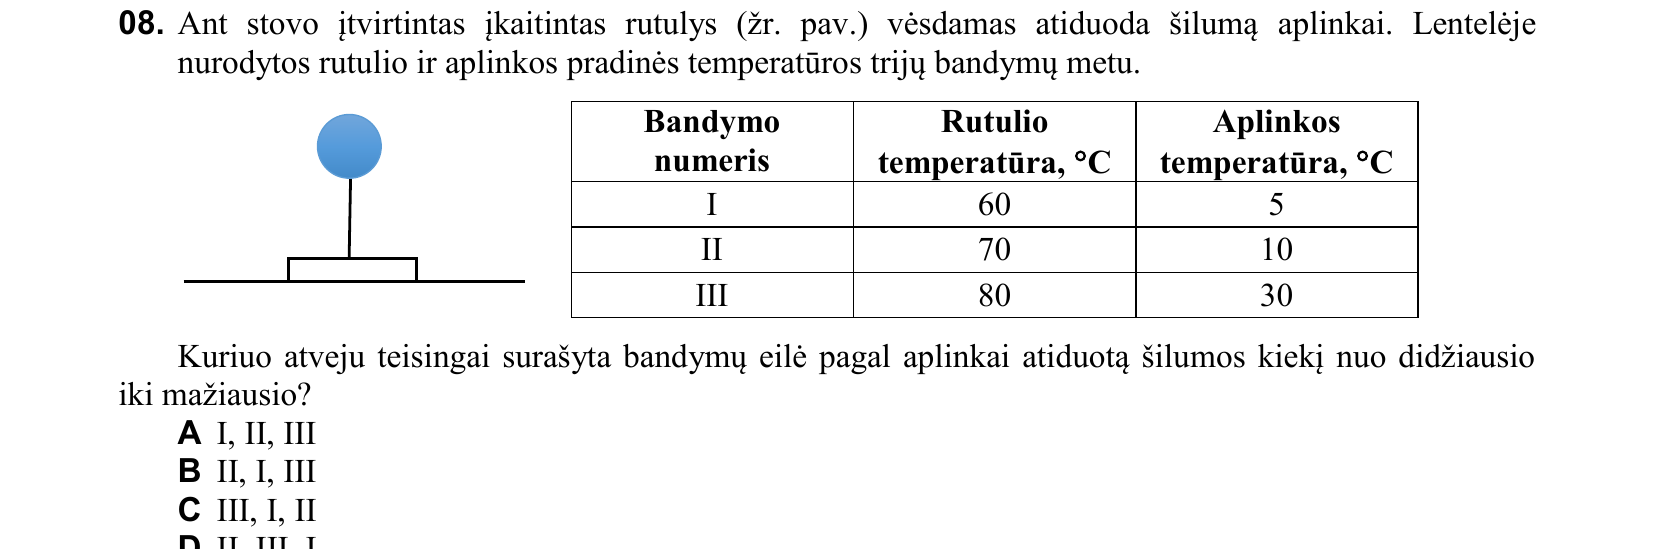 08. Ant stovo įtvirtintas įkaitintas rutulys (žr. pav.) vėsdamas atiduoda šilumą aplinkai. Lentelėje
nurodytos rutulio ir aplinkos pradinės temperatūros trijų bandymų metu.
Bandymo numeris Rutulio temperatūra, °C Aplinkos temperatūra, °C
I 60 5
II 70 10
III 80 30
Kuriuo atveju teisingai surašyta bandymų eilė pagal aplinkai atiduotą šilumos kiekį nuo didžiausio
iki mažiausio?
A I, II, III
B II, I, III
C III, I, II
D II, III, I